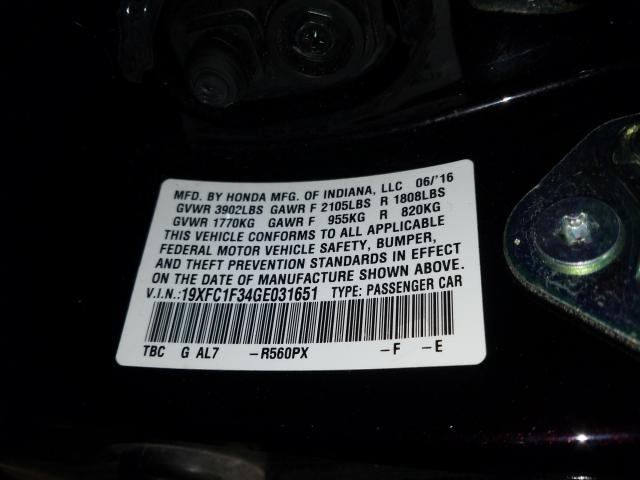 MFD. BY HONDA MFG. OF INDIANA, LLC 06/'16
GVWR 3902LBS GAWR F 2105LBS R 1808LBS
GVWR 1770KG GAWR F 955KG R 820KG
THIS VEHICLE CONFORMS TO ALL APPLICABLE
FEDERAL MOTOR VEHICLE SAFETY, BUMPER,
AND THEFT PREVENTION STANDARDS IN EFFECT
ON THE DATE OF MANUFACTURE SHOWN ABOVE.
V.I.N.:19XFC1F34GE031651 TYPE: PASSENGER CAR
TBC G AL7 -R560PX -F -E